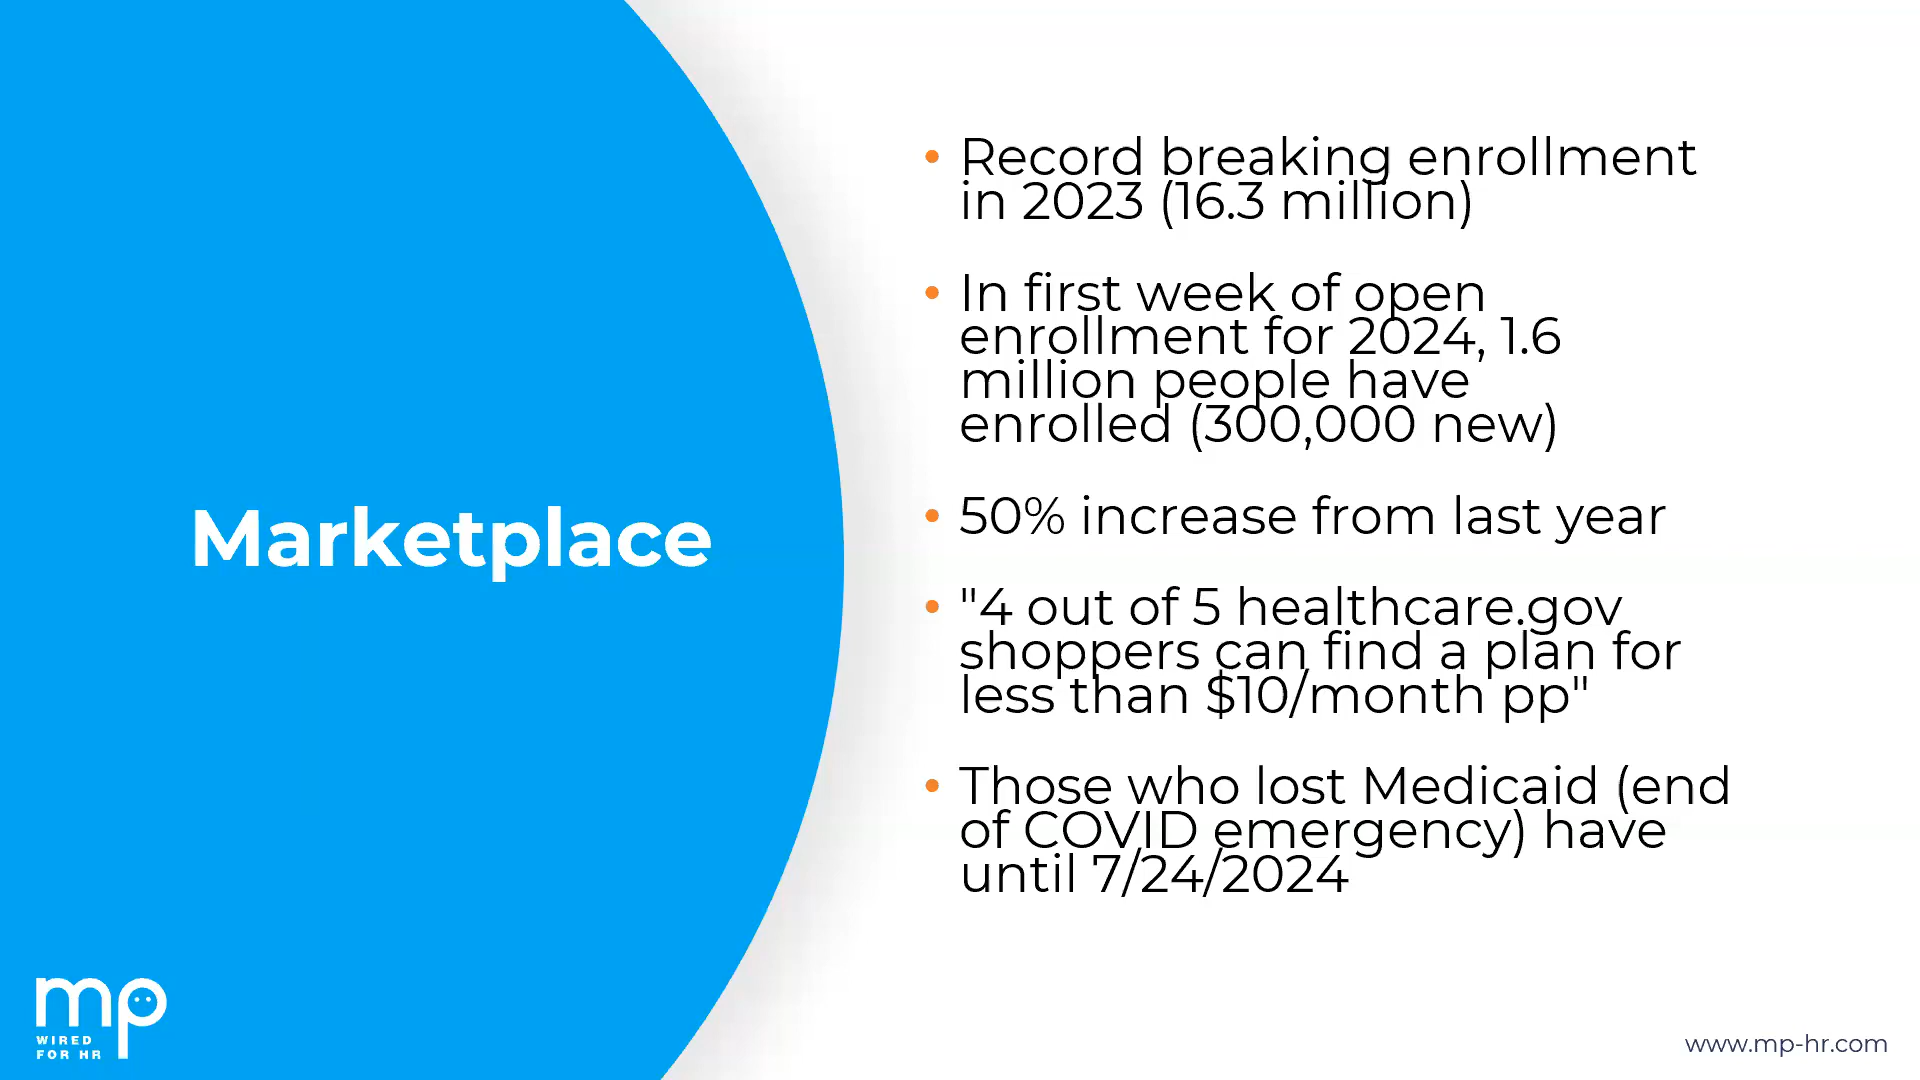 Marketplace
• Record breaking enrollment
in 2023 (16.3 million)
• In first week of open
enrollment for 2024, 1.6
million people have
enrolled (300,000 new)
• 50% increase from last year
• "4 out of 5 healthcare.gov
shoppers can find a plan for
less than $10/month pp"
• Those who lost Medicaid (end
of COVID emergency) have
until 7/24/2024
mp
WIRED
FOR HR
www.mp-hr.com